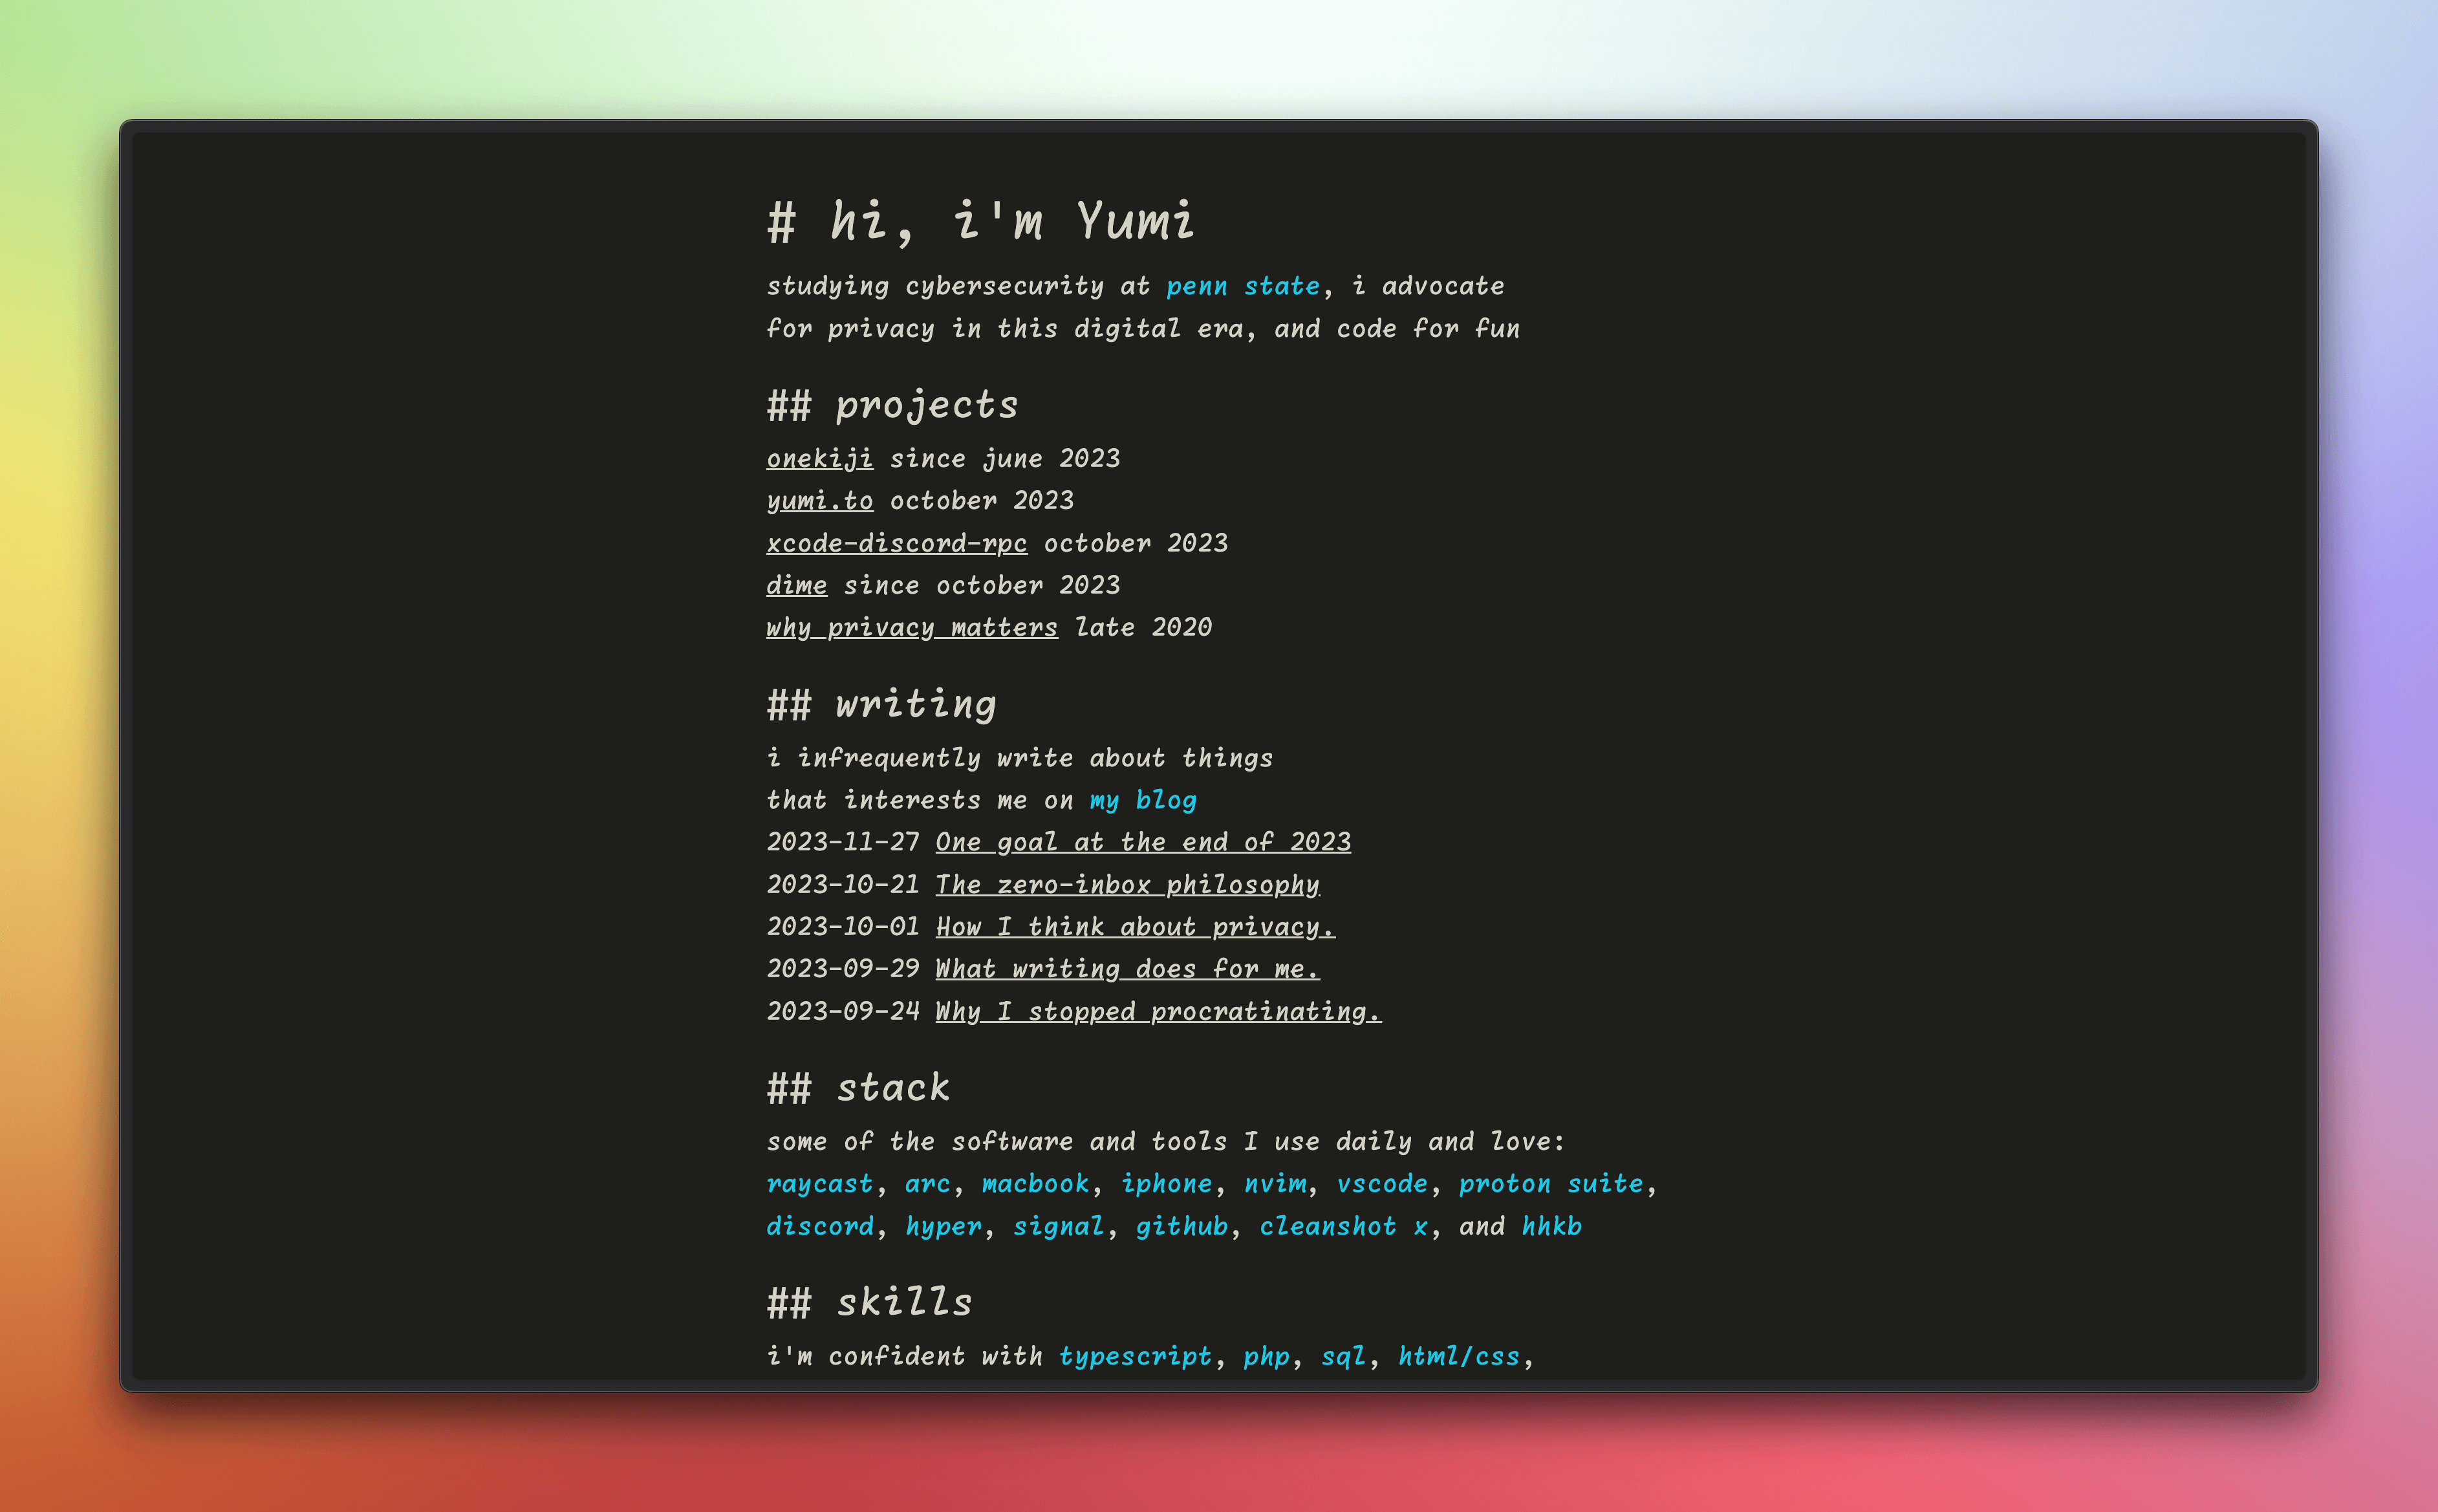 # hi, i'm Yumi
studying cybersecurity at penn state, i advocate
for privacy in this digital era, and code for fun
## projects
onekiji since june 2023
yumi.to october 2023
xcode-discord-rpc october 2023
dime since october 2023
why privacy matters late 2020
## writing
i infrequently write about things
that interests me on my blog
2023-11-27 One goal at the end of 2023
2023-10-21 The zero-inbox philosophy
2023-10-01 How I think about privacy.
2023-09-29 What writing does for me.
2023-09-24 Why I stopped procratinating.
## stack
some of the software and tools I use daily and love:
raycast, arc, macbook, iphone, nvim, vscode, proton suite,
discord, hyper, signal, github, cleanshot x, and hhkb
## skills
i'm confident with typescript, php, sql, html/css,